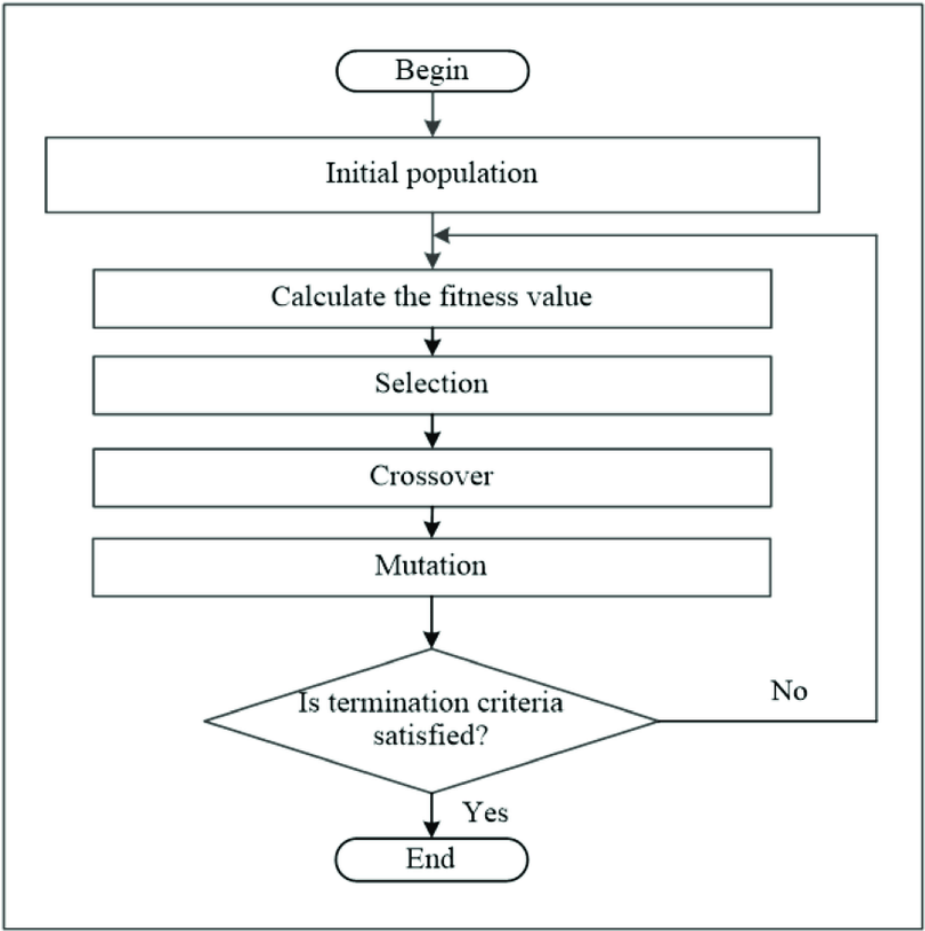 Begin
Initial population
Calculate the fitness value
Selection
Crossover
Mutation
Is termination criteria
satisfied?
No
Yes
End